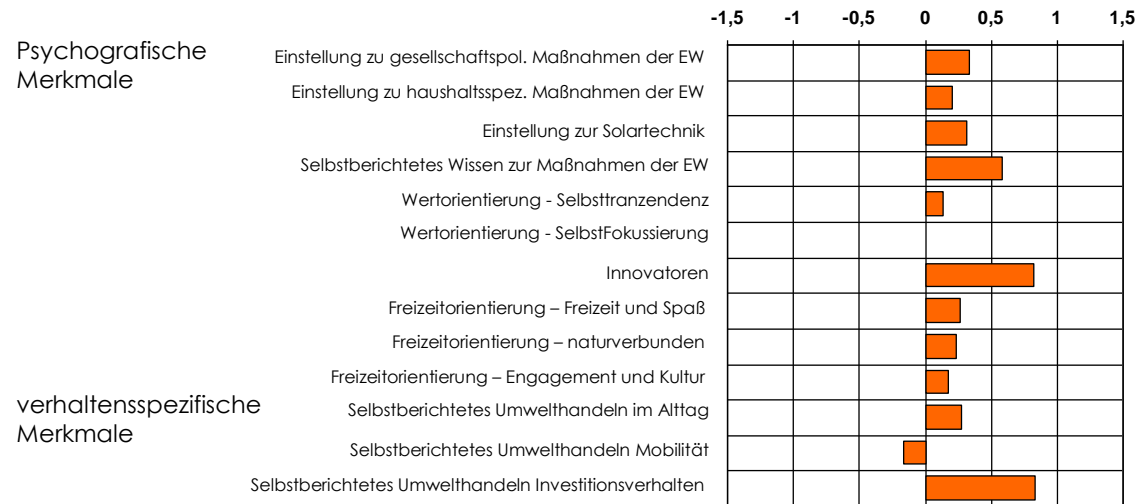 -1,5 -1 -0,5 0 0,5 1 1,5
Psychografische
Merkmale
Einstellung zu gesellschaftspol. Maßnahmen der EW
Einstellung zu haushaltsspez. Maßnahmen der EW
Einstellung zur Solartechnik
Selbstberichtetes Wissen zur Maßnahmen der EW
Wertorientierung - Selbsttranzendenz
Wertorientierung - SelbstFokussierung
Innovatoren
Freizeitorientierung – Freizeit und Spaß
Freizeitorientierung – naturverbunden
Freizeitorientierung – Engagement und Kultur
verhaltensspezifische
Merkmale
Selbstberichtetes Umwelthandeln im Alttag
Selbstberichtetes Umwelthandeln Mobilität
Selbstberichtetes Umwelthandeln Investitionsverhalten